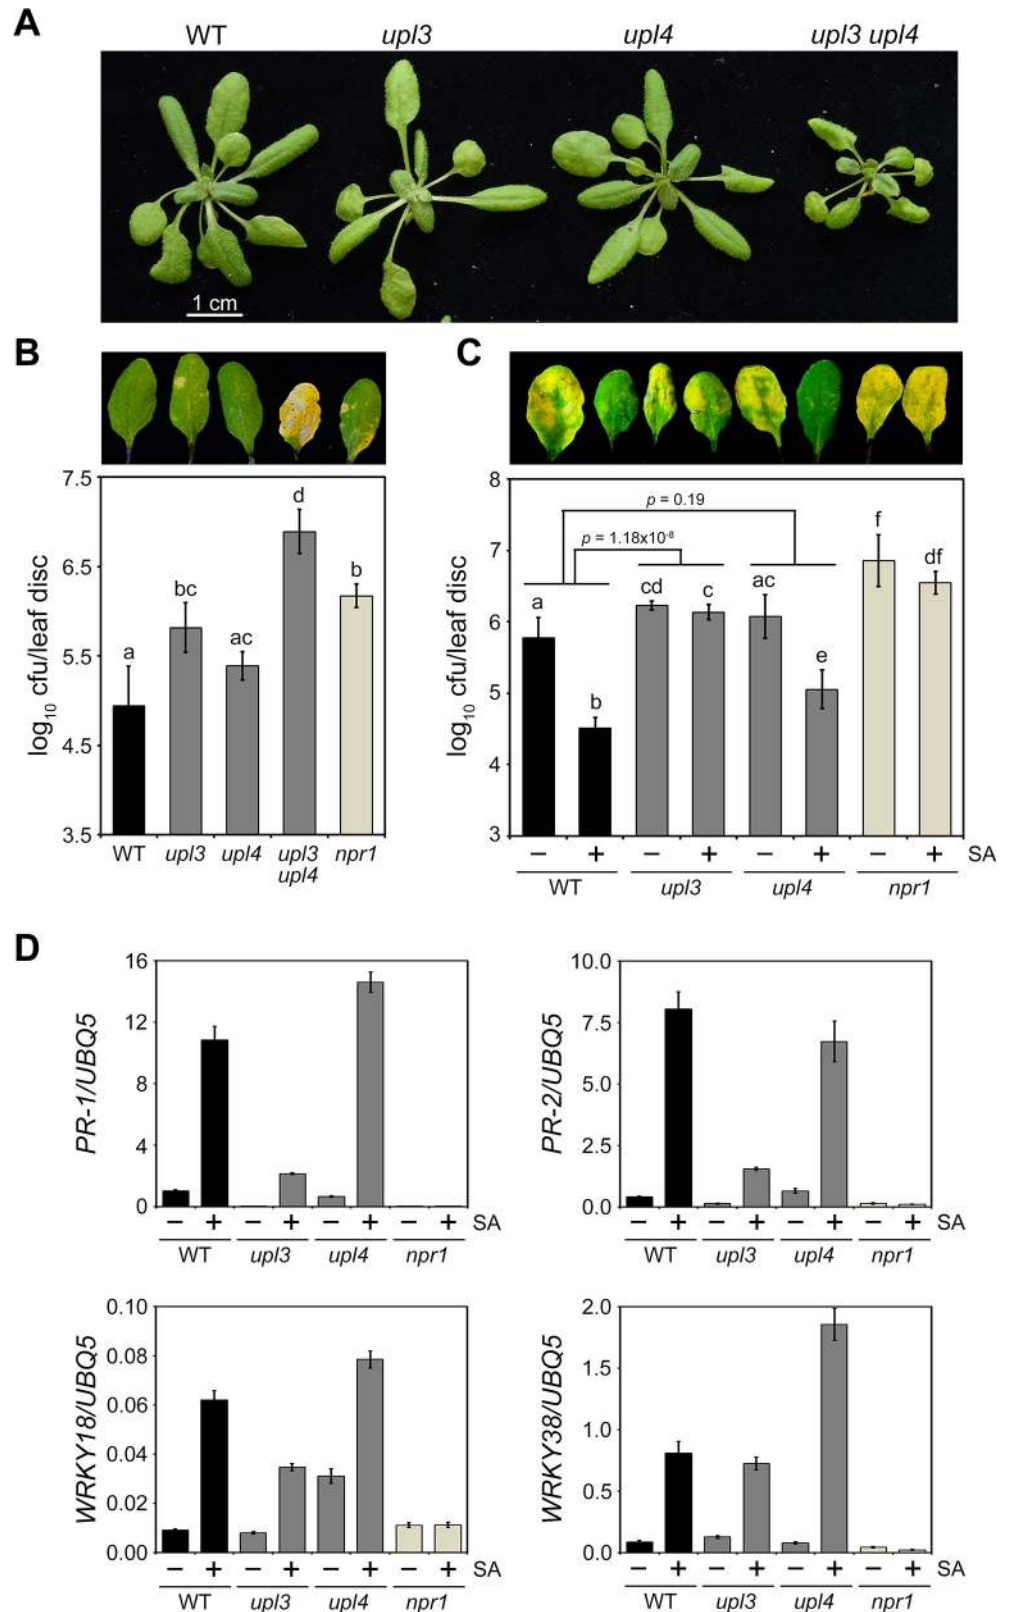 A
WT upl3 upl4 upl3 upl4
1 cm
B
log10 cfu/leaf disc
7.5
6.5
5.5
4.5
3.5
a bc ac d b
WT upl3 upl4 upl3 upl4 npr1
C
log10 cfu/leaf disc
8
7
6
5
4
3
p = 0.19
p = 1.18x10-8
a b cd c ac e f df
− + − + − + − + SA
WT upl3 upl4 npr1
D
PR-1/UBQ5
16
12
8
4
0
− + − + − + − + SA
WT upl3 upl4 npr1
PR-2/UBQ5
10.0
7.5
5.0
2.5
0.0
− + − + − + − + SA
WT upl3 upl4 npr1
WRKY18/UBQ5
0.10
0.08
0.06
0.04
0.02
0.00
− + − + − + − + SA
WT upl3 upl4 npr1
WRKY38/UBQ5
2.0
1.5
1.0
0.5
0.0
− + − + − + − + SA
WT upl3 upl4 npr1